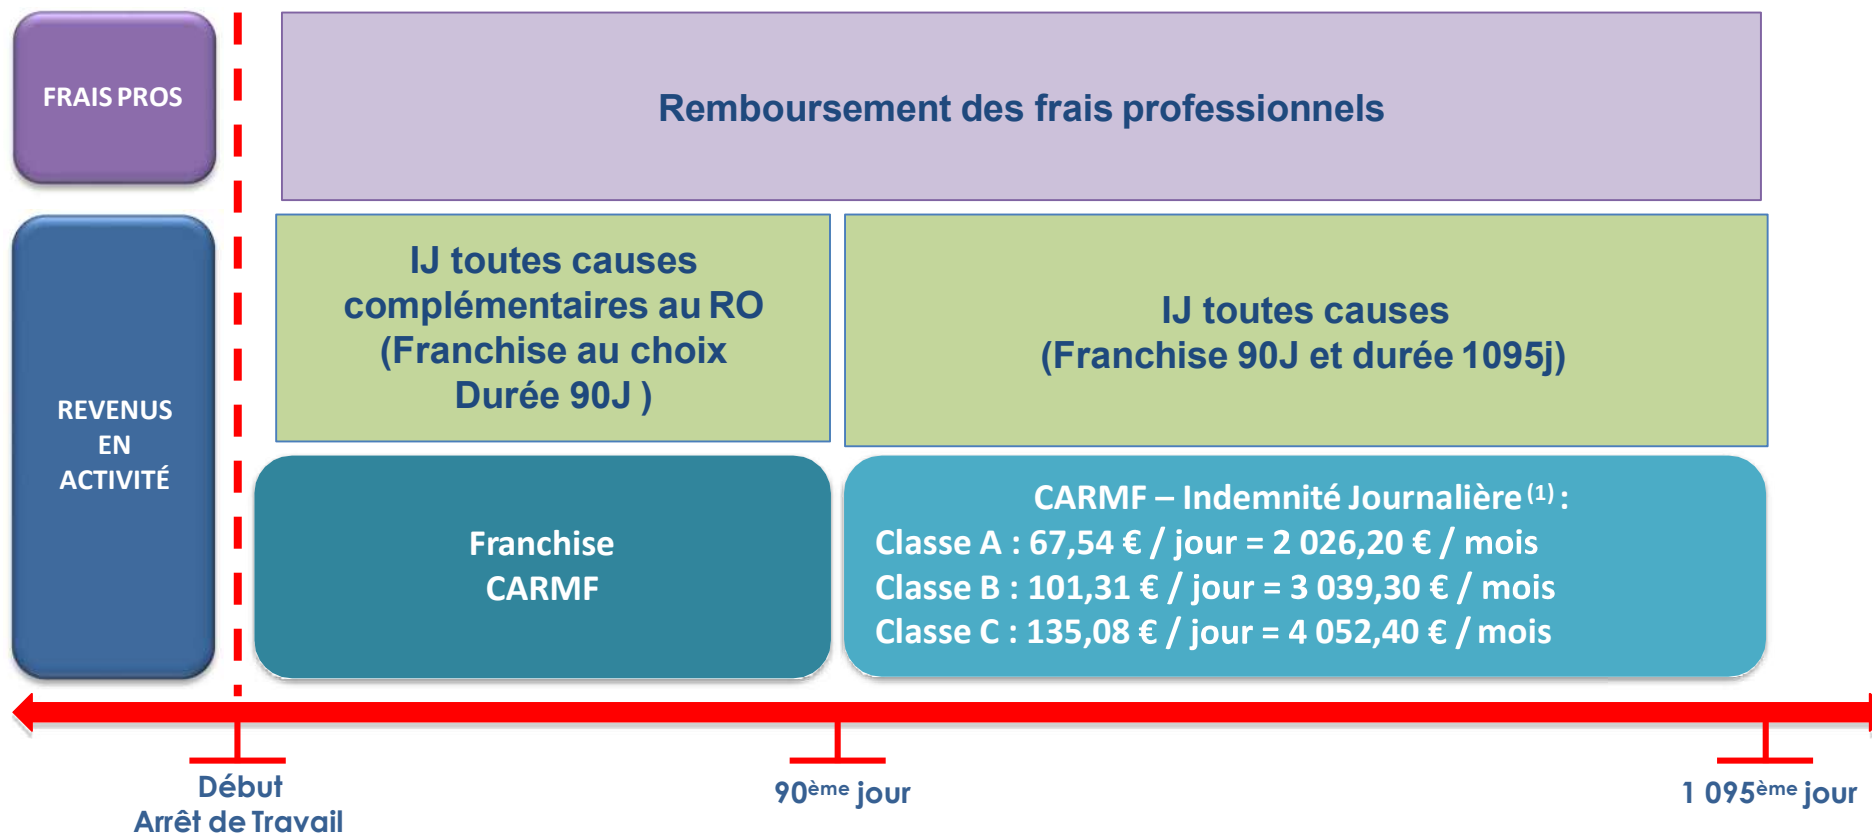 FRAIS PROS
Remboursement des frais professionnels
REVENUS
EN
ACTIVITÉ
IJ toutes causes
complémentaires au RO
(Franchise au choix
Durée 90J )
IJ toutes causes
(Franchise 90J et durée 1095j)
Franchise
CARMF
CARMF – Indemnité Journalière (1) :
Classe A : 67,54 € / jour = 2 026,20 € / mois
Classe B : 101,31 € / jour = 3 039,30 € / mois
Classe C : 135,08 € / jour = 4 052,40 € / mois
Début
Arrêt de Travail
90ème jour
1 095ème jour